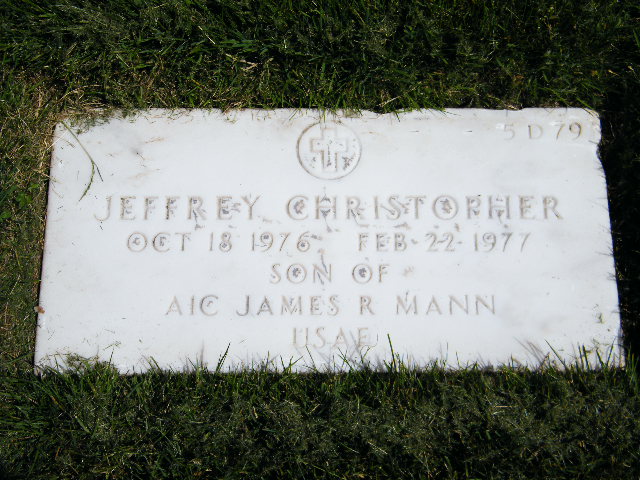 5 D 79
JEFFREY CHRISTOPHER
OCT 18 1976 FEB 22 1977
SON OF
A1C JAMES R MANN
USAF